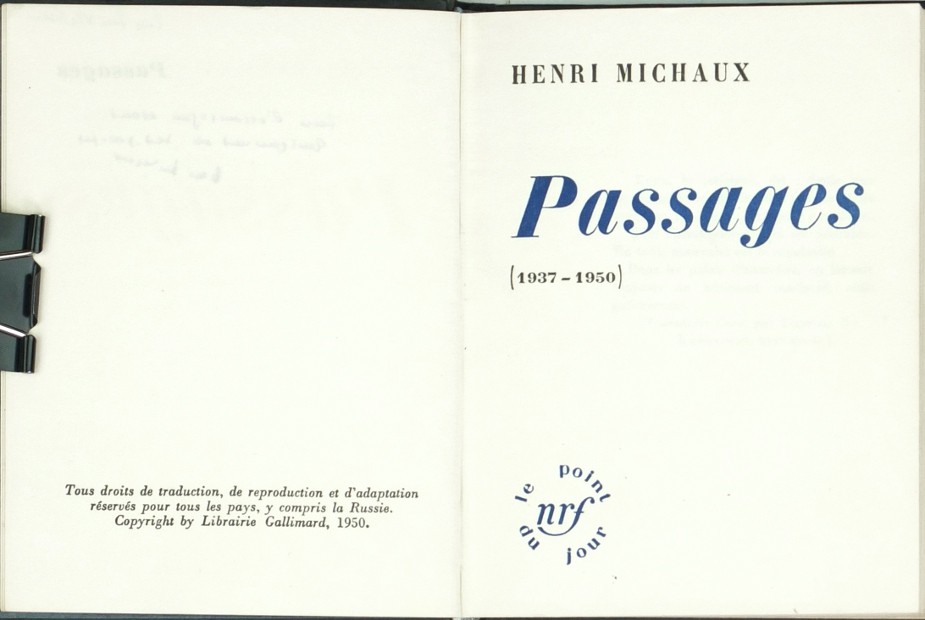 Tous droits de traduction, de reproduction et d'adaptation
réservés pour tous les pays, y compris la Russie.
Copyright by Librairie Gallimard, 1950.
HENRI MICHAUX
Passages
(1937-1950)
le point du jour
nrf